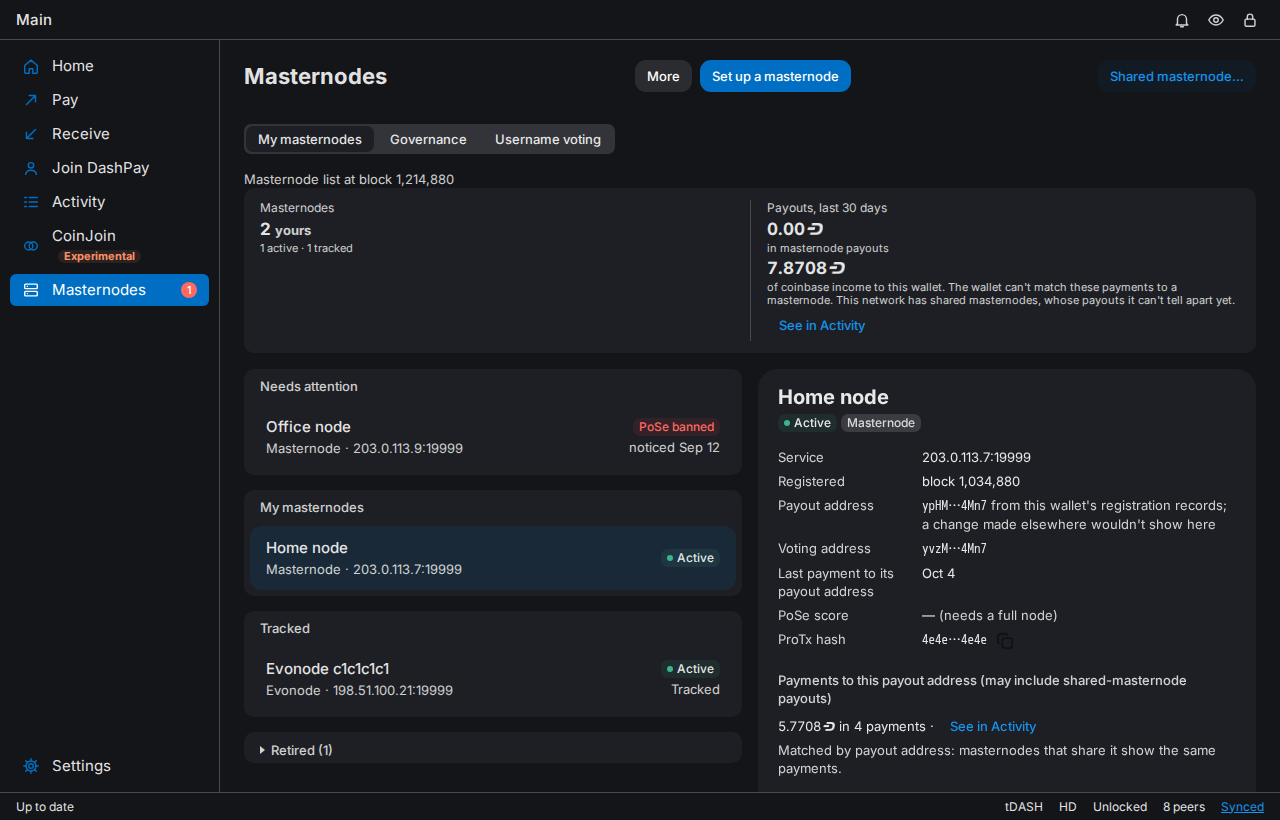 Main
Home
Pay
Receive
Join DashPay
Activity
CoinJoin
Experimental
Masternodes 1
Settings
Masternodes
More
Set up a masternode
Shared masternode...
My masternodes
Governance
Username voting
Masternode list at block 1,214,880
Masternodes
2 yours
1 active · 1 tracked
Payouts, last 30 days
0.00
in masternode payouts
7.8708
of coinbase income to this wallet. The wallet can't match these payments to a
masternode. This network has shared masternodes, whose payouts it can't tell apart yet.
See in Activity
Needs attention
Office node
PoSe banned
Masternode · 203.0.113.9:19999
noticed Sep 12
My masternodes
Home node
Active
Masternode · 203.0.113.7:19999
Tracked
Evonode c1c1c1c1
Active
Evonode · 198.51.100.21:19999
Tracked
Retired (1)
Home node
Active
Masternode
Service 203.0.113.7:19999
Registered block 1,034,880
Payout address ypHM···4Mn7 from this wallet's registration records;
a change made elsewhere wouldn't show here
Voting address yvzM···4Mn7
Last payment to its Oct 4
payout address
PoSe score — (needs a full node)
ProTx hash 4e4e···4e4e
Payments to this payout address (may include shared-masternode
payouts)
5.7708 in 4 payments · See in Activity
Matched by payout address: masternodes that share it show the same
payments.
Up to date
tDASH
HD
Unlocked
8 peers
Synced